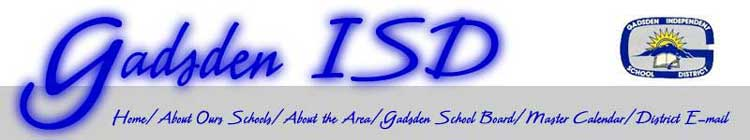 Gadsden ISD
GADSDEN INDEPENDENT
SCHOOL DISTRICT
Home/About Ours Schools/About the Area/Gadsden School Board/Master Calendar/District E-mail